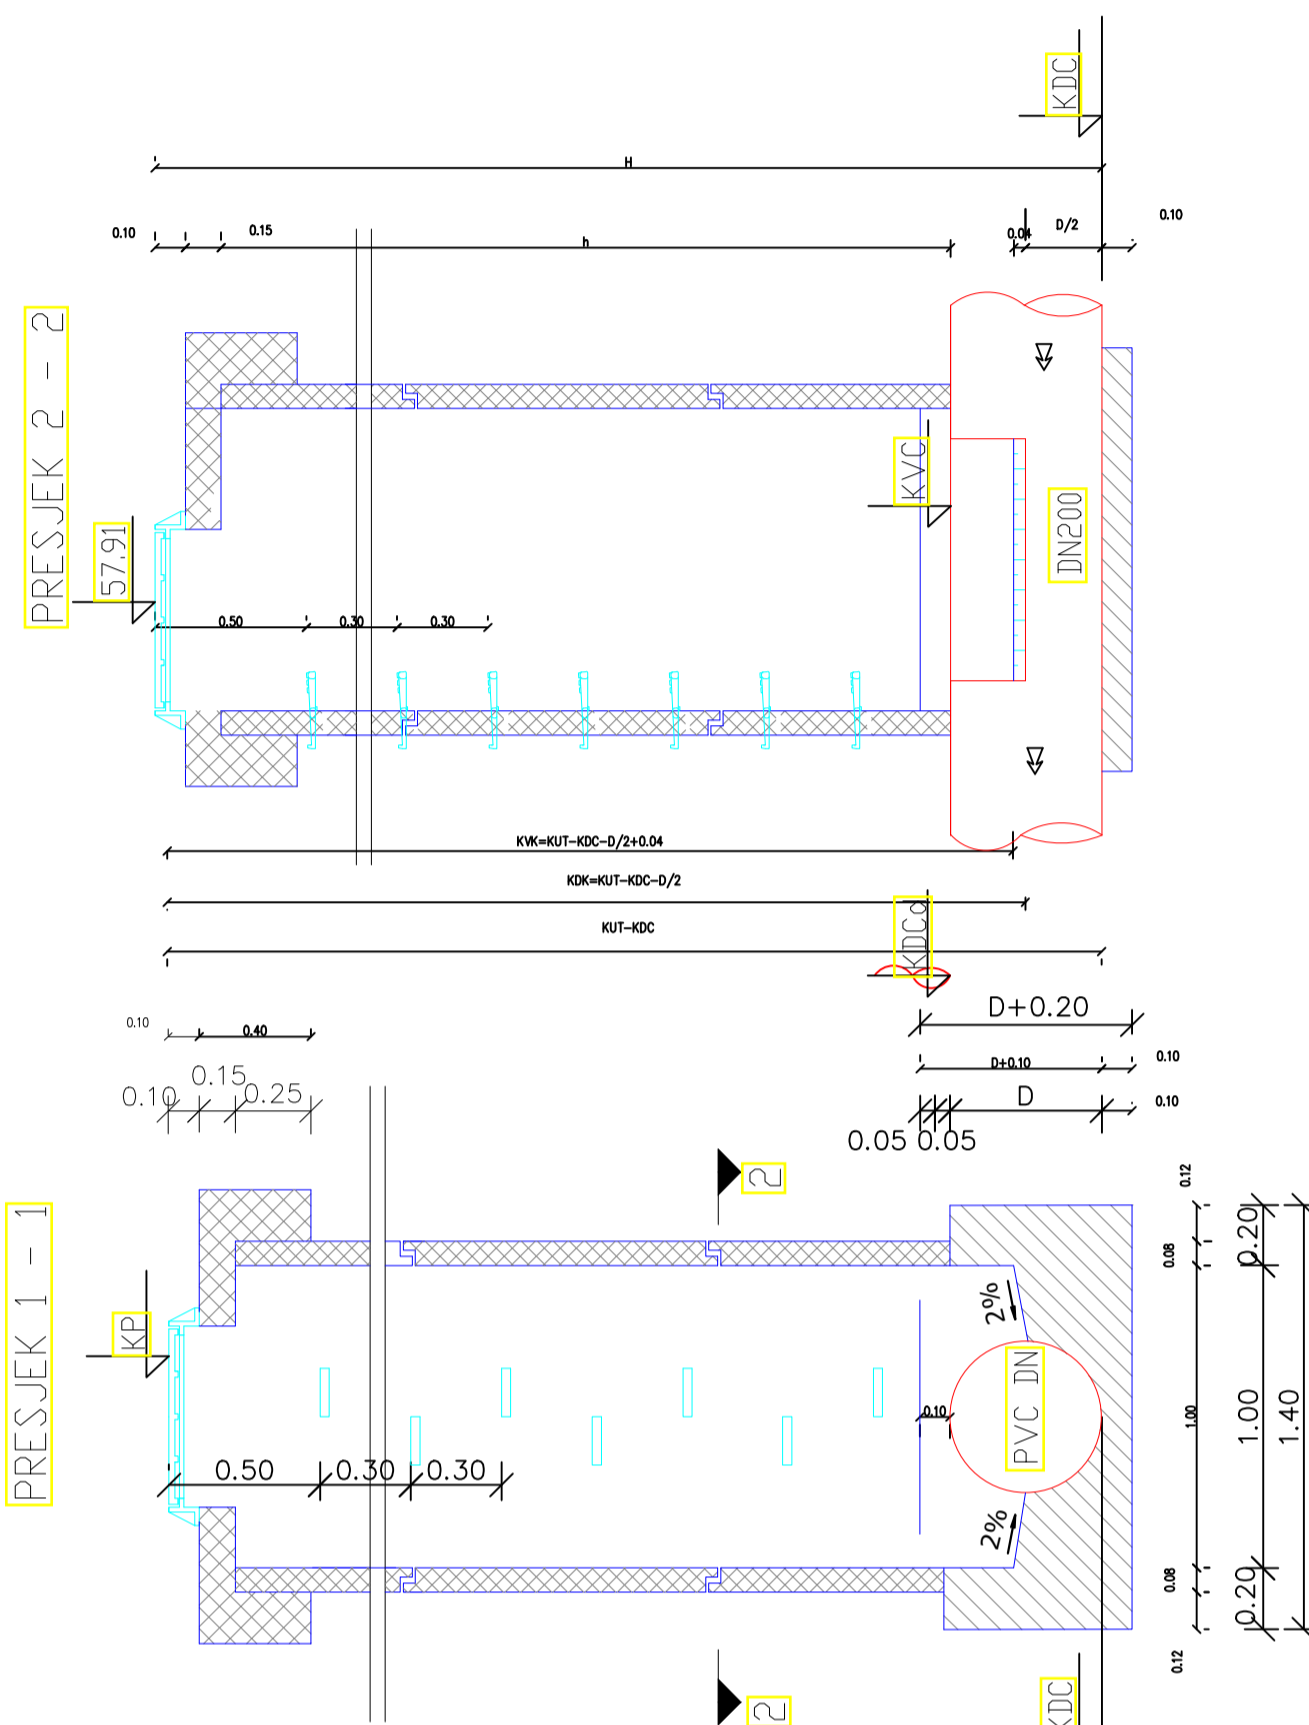 KDC
H
0.10
0.15
h
0.04
D/2
0.10
PRESJEK 2 - 2
57.91
KVC
DN200
0.50
0.30
0.30
KVK=KUT-KDC-D/2+0.04
KDK=KUT-KDC-D/2
KUT-KDC
KDCd
0.10
0.40
D+0.20
D+0.10
0.10
0.10
0.15
0.25
D
0.10
0.05
0.05
2
0.12
PRESJEK 1 - 1
KP
0.08
0.20
2%
PVC DN
0.10
1.00
1.00
1.40
0.50
0.30
0.30
2%
0.08
0.20
0.12
2
KDC